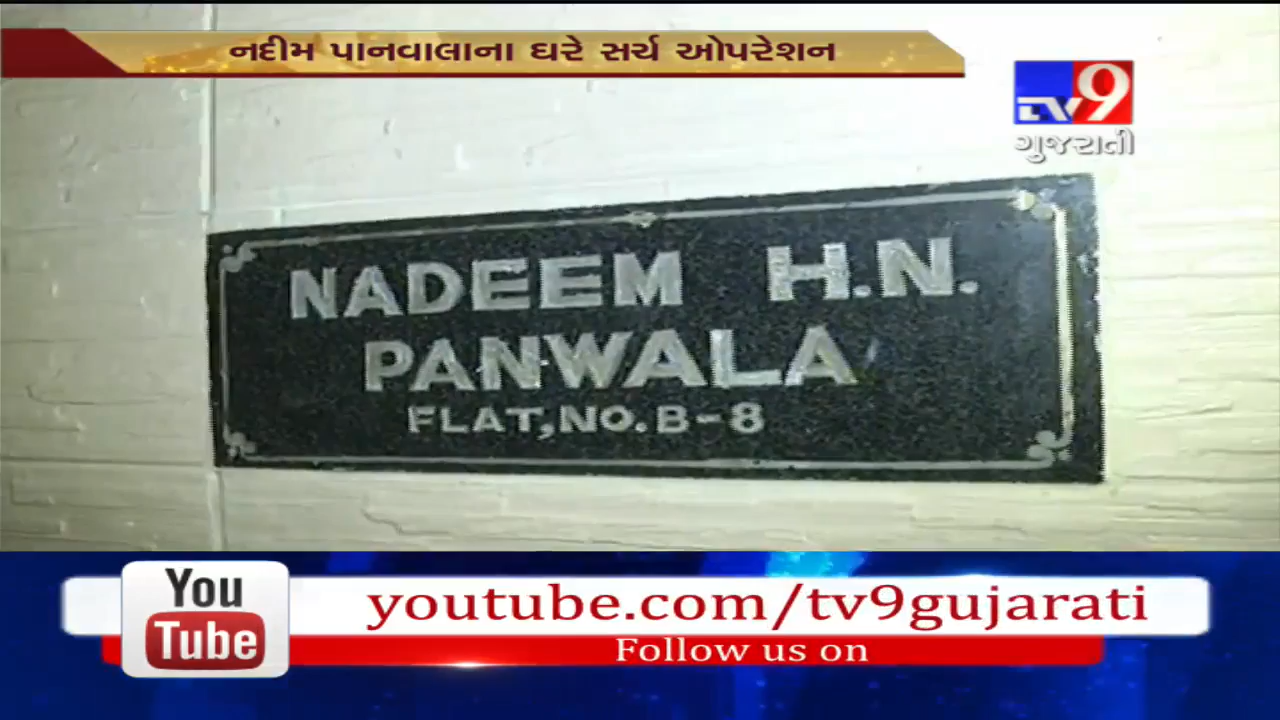 નદીમ પાનવાલાના ઘરે સર્ચ ઓપરેશન
TV9
ગુજરાતી
NADEEM H.N.
PANWALA
FLAT,NO.B-8
You
Tube
youtube.com/tv9gujarati
Follow us on